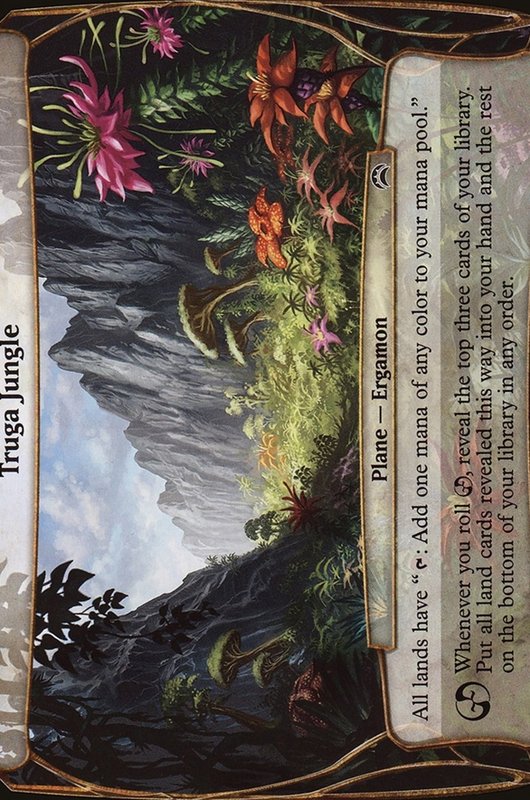 Truga Jungle
Plane — Ergamon
All lands have “: Add one mana of any color to your mana pool.”
Whenever you roll , reveal the top three cards of your library.
Put all land cards revealed this way into your hand and the rest
on the bottom of your library in any order.